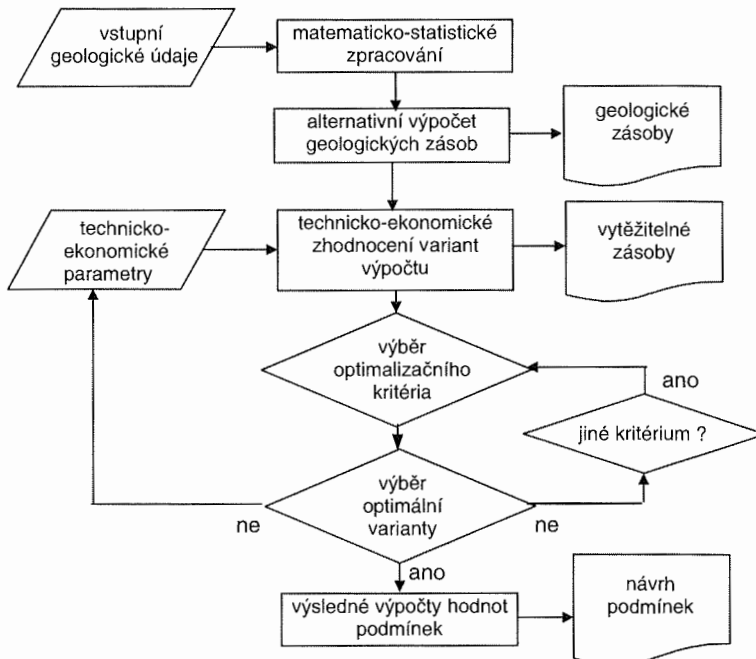 vstupní
geologické údaje
matematicko-statistické
zpracování
alternativní výpočet
geologických zásob
geologické
zásoby
technicko-
ekonomické
parametry
technicko-ekonomické
zhodnocení variant
výpočtu
vytěžitelné
zásoby
výběr
optimalizačního
kritéria
ano
jiné kritérium ?
výběr
optimální
varianty
ne
ne
ano
výsledné výpočty hodnot
podmínek
návrh
podmínek